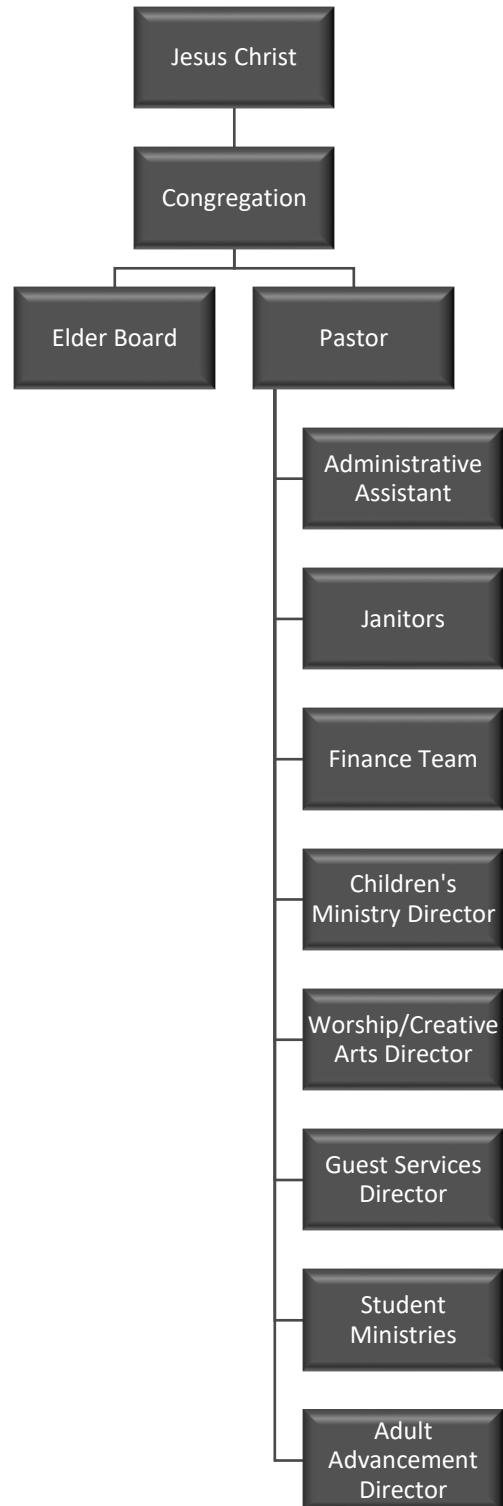 Jesus Christ
Congregation
Elder Board
Pastor
Administrative
Assistant
Janitors
Finance Team
Children's
Ministry Director
Worship/Creative
Arts Director
Guest Services
Director
Student
Ministries
Adult
Advancement
Director